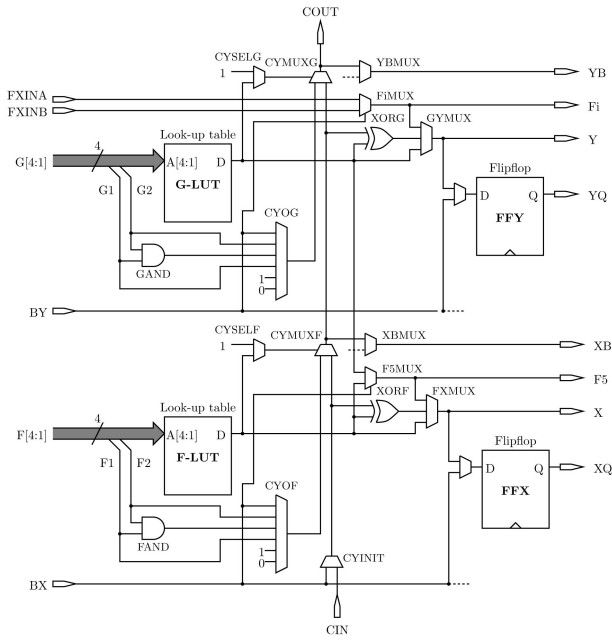 COUT
CYSELG
CYMUXG
YBMUX
1
YB
FXINA
FXINB
FiMUX
Fi
XORG
GYMUX
Y
Look-up table
G[4:1]
4
A[4:1]
D
G-LUT
G1
G2
Flipflop
D
Q
FFY
YQ
CYOG
GAND
1
0
BY
CYSELF
CYMUXF
XBMUX
1
XB
F5MUX
F5
XORF
FXMUX
X
Look-up table
F[4:1]
4
A[4:1]
D
F-LUT
F1
F2
Flipflop
D
Q
FFX
XQ
CYOF
FAND
1
0
CYINIT
BX
CIN